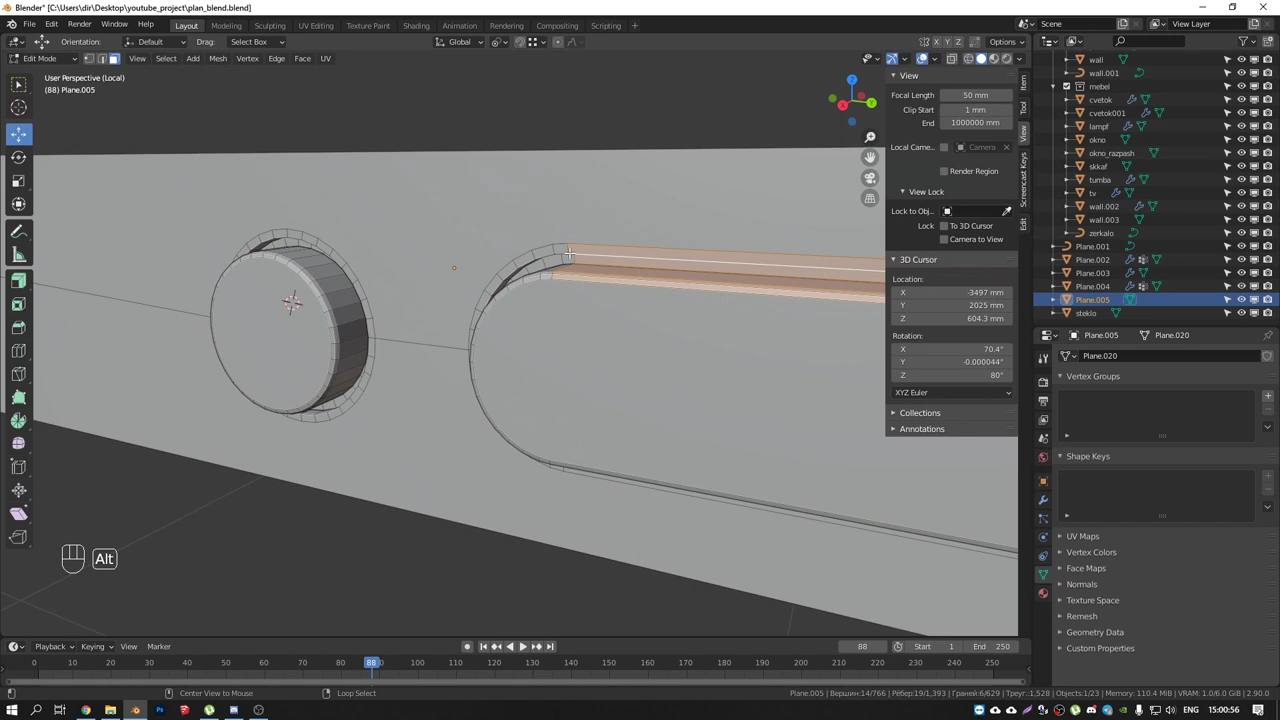 Blender* [C:\Users\dir\Desktop\youtube_project\plan_blend.blend]
File Edit Render Window Help Layout Modeling Sculpting UV Editing Texture Paint Shading Animation Rendering Compositing Scripting Scene View Layer
Orientation: Default Drag: Select Box Global X Y Z Options
Edit Mode View Select Add Mesh Vertex Edge Face UV
User Perspective (Local)
(88) Plane.005
Z
Y
X
View
Focal Length 50 mm
Clip Start 1 mm
End 1000000 mm
Local Came... Camera
Render Region
View Lock
Lock to Obj...
Lock To 3D Cursor
Camera to View
3D Cursor
Location:
X -3497 mm
Y 2025 mm
Z 604.3 mm
Rotation:
X 70.4°
Y -0.000044°
Z 80°
XYZ Euler
Collections
Annotations
Item
Tool
View
Screencast Keys
wall
wall.001
mebel
cvetok
cvetok001
lampf
okno
okno_razpash
skkaf
tumba
tv
wall.002
wall.003
zerkalo
Plane.001
Plane.002
Plane.003
Plane.004
Plane.005
steklo
Plane.005 Plane.020
Plane.020
Vertex Groups
Shape Keys
UV Maps
Vertex Colors
Face Maps
Normals
Texture Space
Remesh
Geometry Data
Custom Properties
Alt
Playback Keying View Marker 88 Start 1 End 250
0 10 20 30 40 50 60 70 80 88 90 100 110 120 130 140 150 160 170 180 190 200 210 220 230 240 250
Center View to Mouse Loop Select Plane.005 | Вершин:14/766 | Рёбер:19/1,393 | Граней:6/629 | Треуг.:1,528 | Objects:1/23 | Memory: 110.4 MiB | VRAM: 1.0/6.0 GiB | 2.90.0
ENG 15:00:56